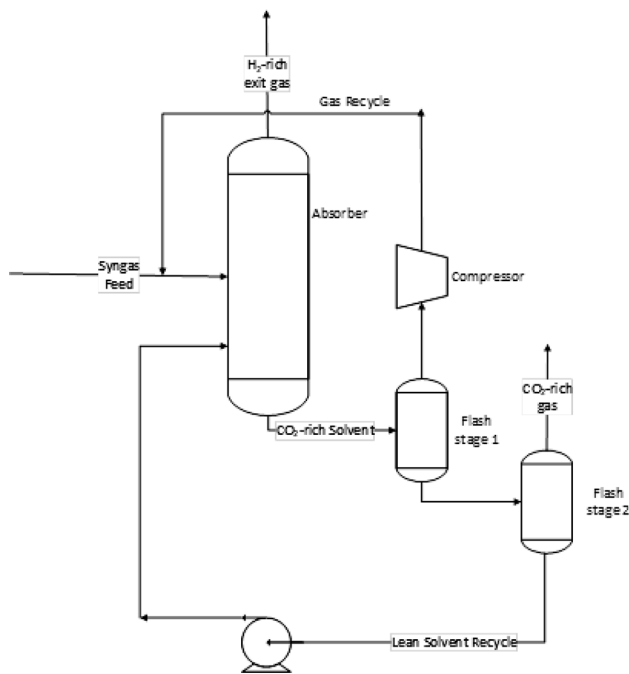 H₂-rich
exit gas
Gas Recycle
Absorber
Syngas
Feed
Compressor
CO₂-rich
gas
CO₂-rich Solvent
Flash
stage 1
Flash
stage 2
Lean Solvent Recycle